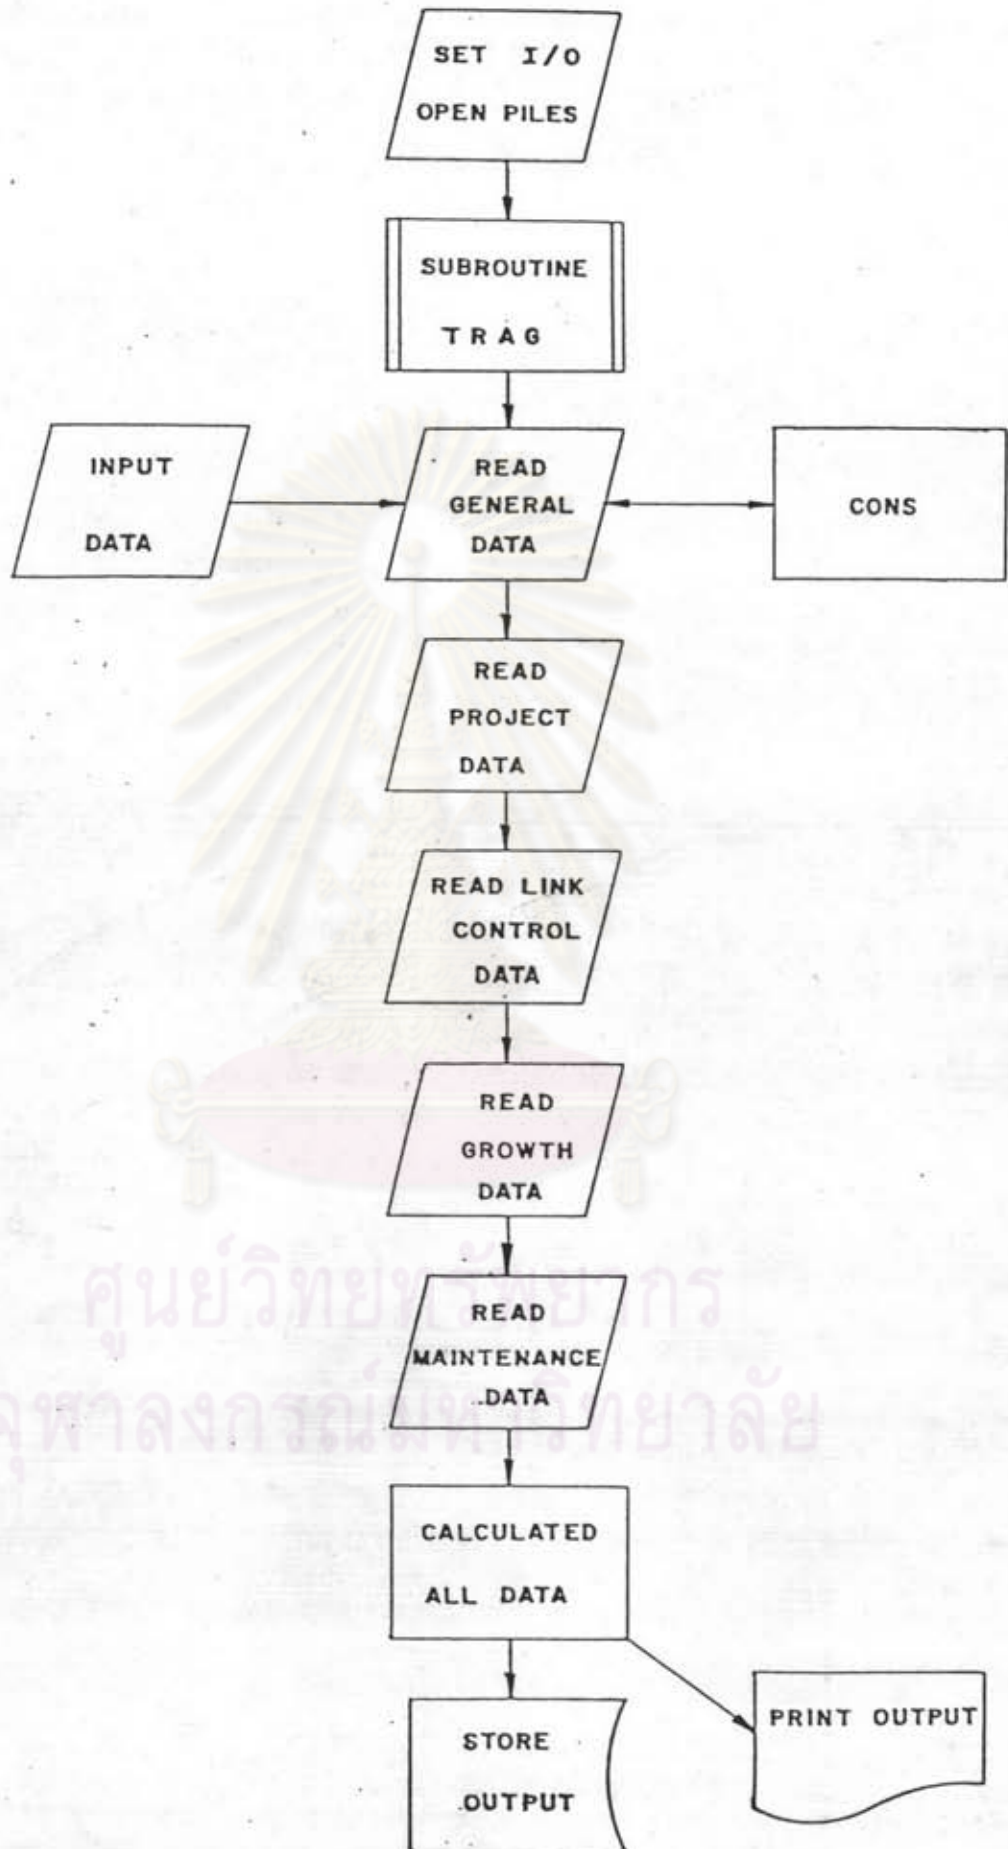 SET I/O
OPEN PILES
SUBROUTINE
TRAG
INPUT
DATA
READ
GENERAL
DATA
CONS
READ
PROJECT
DATA
READ LINK
CONTROL
DATA
READ
GROWTH
DATA
READ
MAINTENANCE
DATA
ศูนย์วิทยทรัพยากร
จุฬาลงกรณ์มหาวิทยาลัย
CALCULATED
ALL DATA
STORE
OUTPUT
PRINT OUTPUT